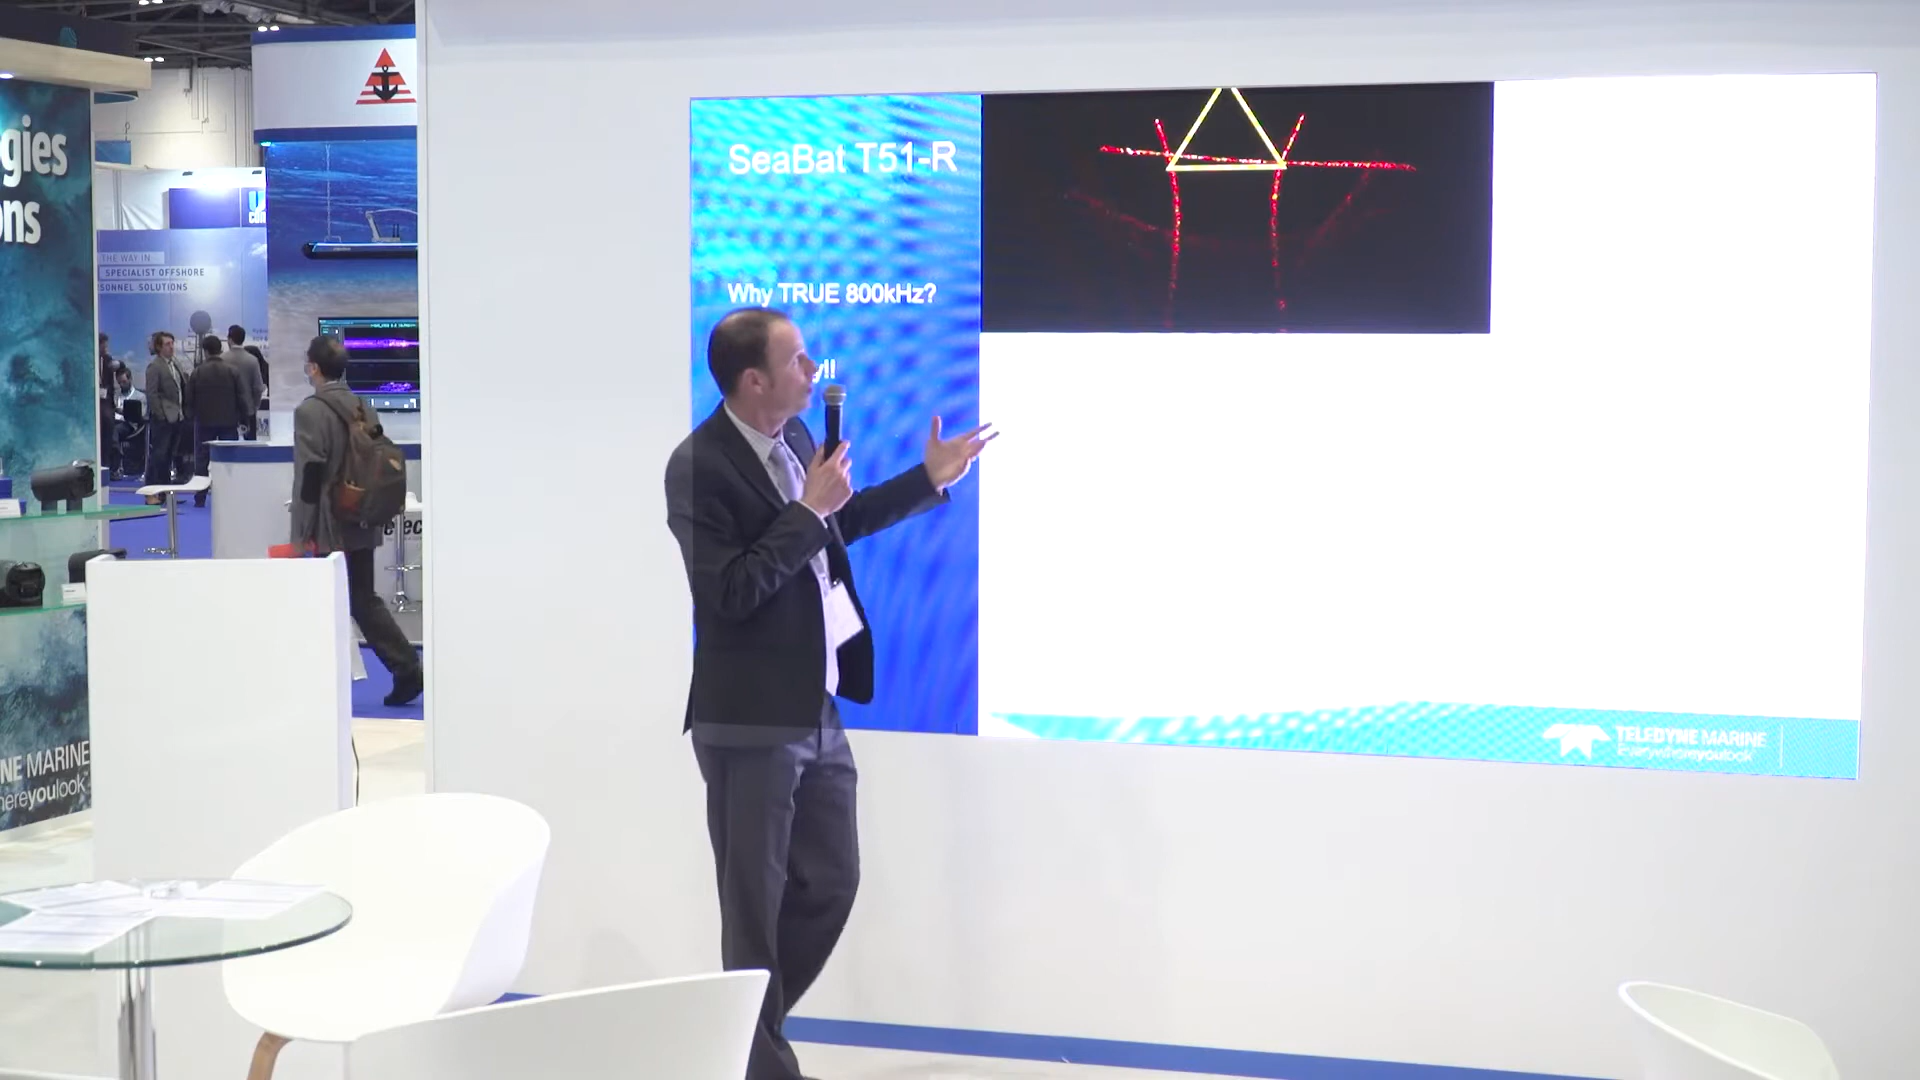 gies
ons
THE WAY IN
SPECIALIST OFFSHORE
SONNEL SOLUTIONS
NE MARINE
hereyoulook
SeaBat T51-R
Why TRUE 800kHz?
y!!
TELEDYNE MARINE
Everywhereyoulook